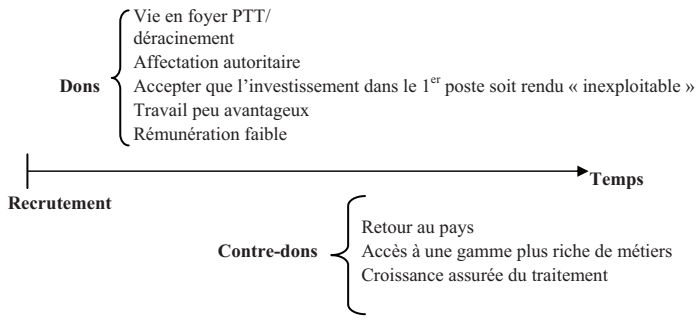 Vie en foyer PTT/
déracinement
Affectation autoritaire
Dons
Accepter que l’investissement dans le 1er poste soit rendu « inexploitable »
Travail peu avantageux
Rémunération faible
Temps
Recrutement
Retour au pays
Contre-dons
Accès à une gamme plus riche de métiers
Croissance assurée du traitement